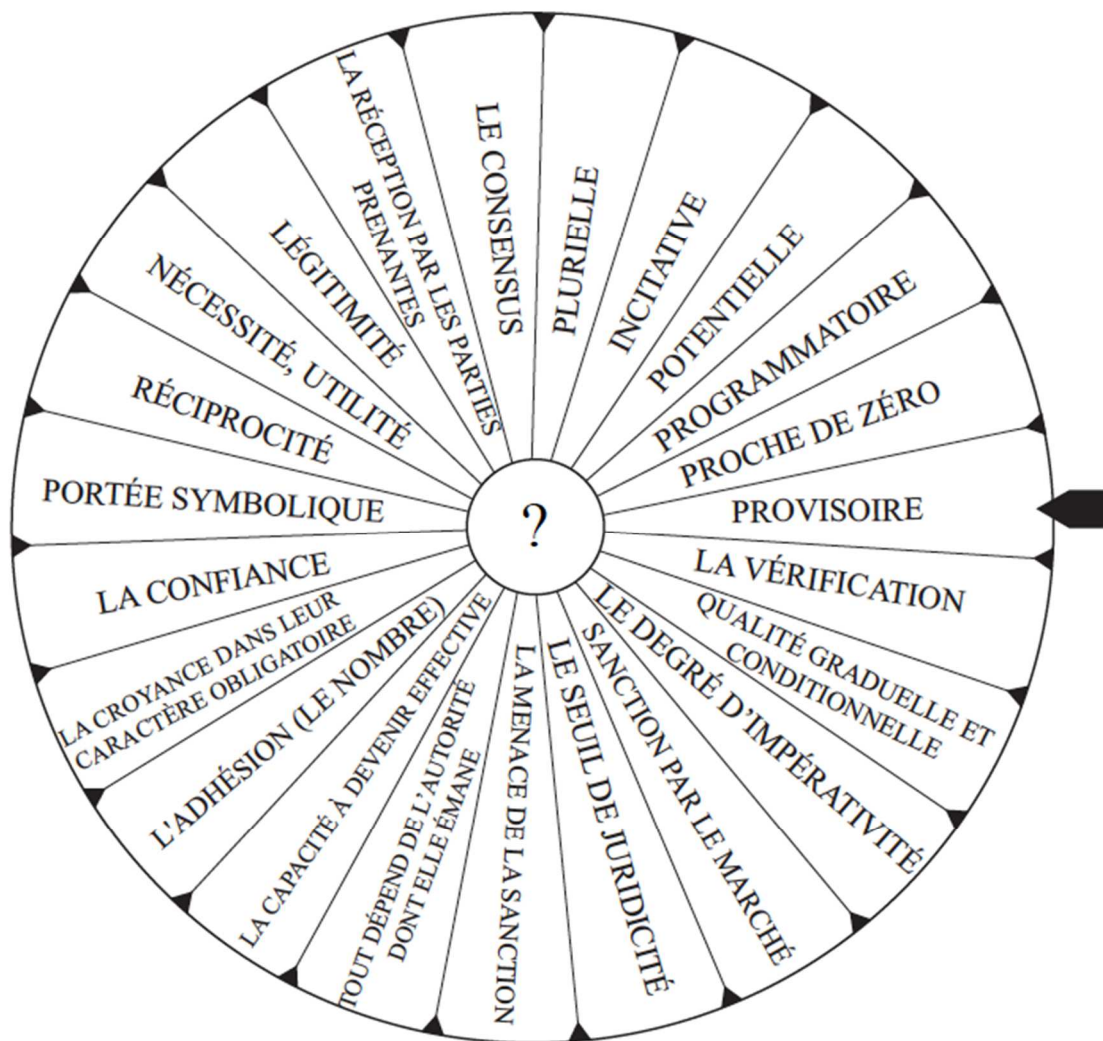 LE CONSENSUS
PLURIELLE
INCITATIVE
POTENTIELLE
PROGRAMMATOIRE
PROCHE DE ZÉRO
PROVISOIRE
LA VÉRIFICATION
QUALITÉ GRADUELLE ET
CONDITIONNELLE
LE DEGRÉ D'IMPÉRATIVITÉ
SANCTION PAR LE MARCHÉ
LE SEUIL DE JURIDICITÉ
LA MENACE DE LA SANCTION
TOUT DÉPEND DE L'AUTORITÉ
DONT ELLE ÉMANE
LA CAPACITÉ À DEVENIR EFFECTIVE
L'ADHÉSION (LE NOMBRE)
LA CROYANCE DANS LEUR
CARACTÈRE OBLIGATOIRE
LA CONFIANCE
PORTÉE SYMBOLIQUE
RÉCIPROCITÉ
NÉCESSITÉ, UTILITÉ
LÉGITIMITÉ
LA RÉCEPTION PAR LES PARTIES
PRENANTES
?